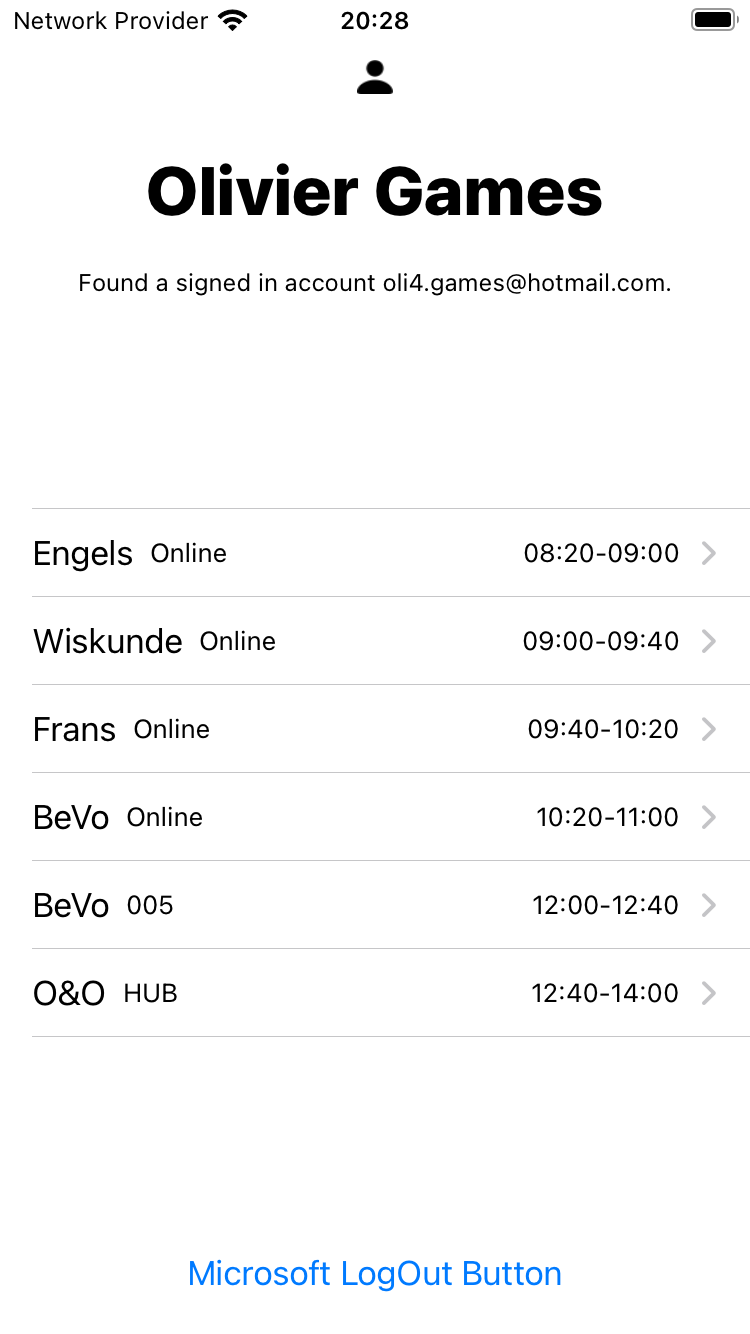 Network Provider 20:28
Olivier Games
Found a signed in account oli4.games@hotmail.com.
Engels Online 08:20-09:00
Wiskunde Online 09:00-09:40
Frans Online 09:40-10:20
BeVo Online 10:20-11:00
BeVo 005 12:00-12:40
O&O HUB 12:40-14:00
Microsoft LogOut Button